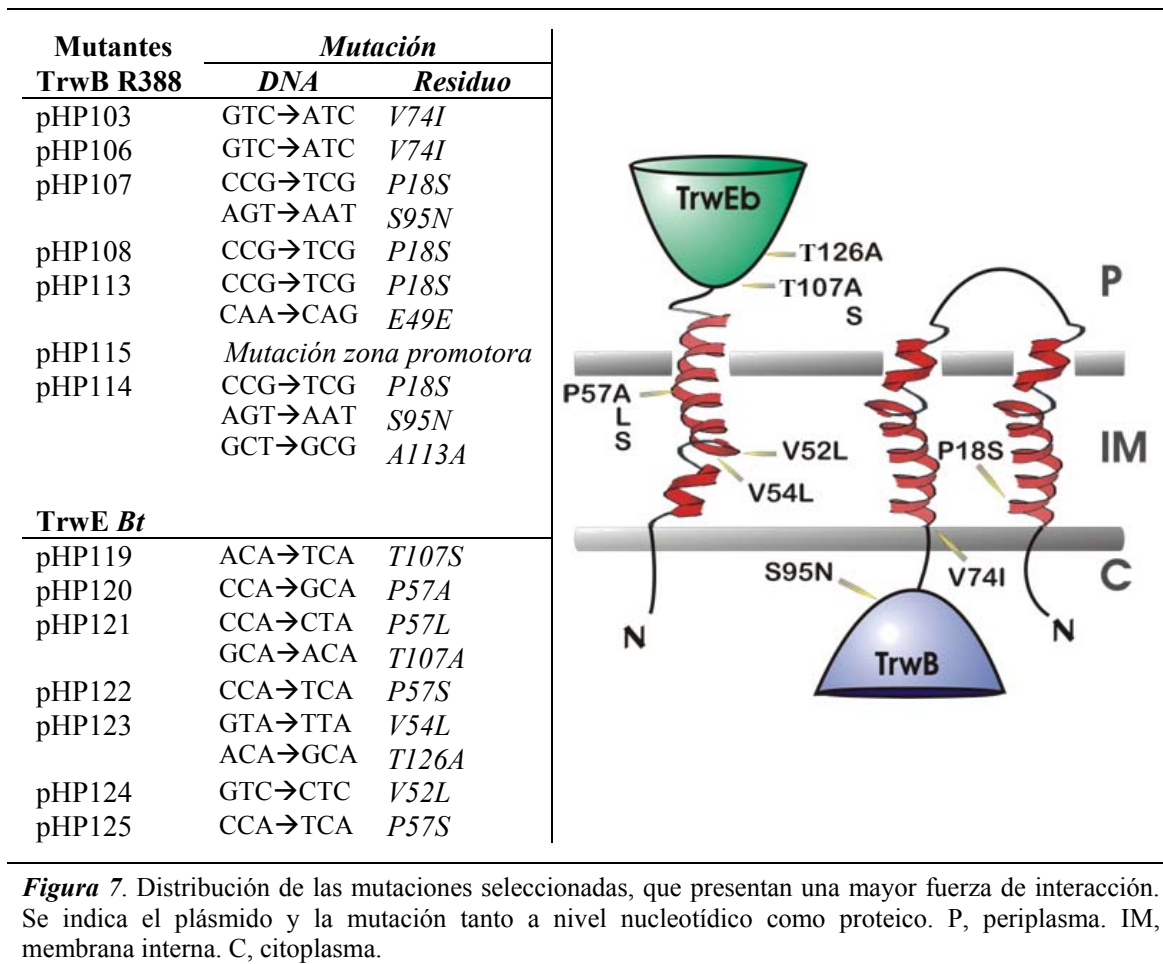 Mutantes Mutación
TrwB R388 DNA Residuo
pHP103 GTC→ATC V74I
pHP106 GTC→ATC V74I
pHP107 CCG→TCG P18S
AGT→AAT S95N
pHP108 CCG→TCG P18S
pHP113 CCG→TCG P18S
CAA→CAG E49E
pHP115 Mutación zona promotora
pHP114 CCG→TCG P18S
AGT→AAT S95N
GCT→GCG A113A
TrwE Bt
pHP119 ACA→TCA T107S
pHP120 CCA→GCA P57A
pHP121 CCA→CTA P57L
GCA→ACA T107A
pHP122 CCA→TCA P57S
pHP123 GTA→TTA V54L
ACA→GCA T126A
pHP124 GTC→CTC V52L
pHP125 CCA→TCA P57S
TrwEb
T126A
T107A
S
P
P57A
L
S
V52L
V54L
P18S
IM
S95N
V74I
C
N
N
TrwB
Figura 7. Distribución de las mutaciones seleccionadas, que presentan una mayor fuerza de interacción.
Se indica el plásmido y la mutación tanto a nivel nucleotídico como proteico. P, periplasma. IM,
membrana interna. C, citoplasma.